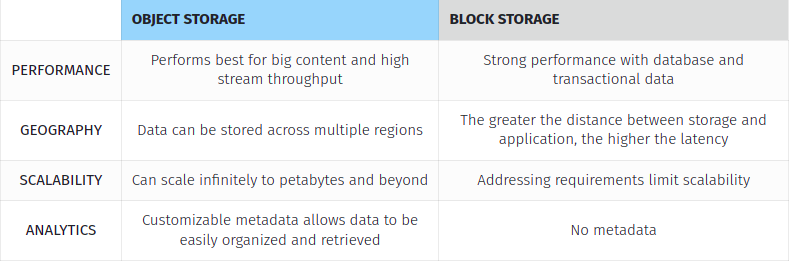 OBJECT STORAGE
BLOCK STORAGE
PERFORMANCE
Performs best for big content and high
stream throughput
Strong performance with database and
transactional data
GEOGRAPHY
Data can be stored across multiple regions
The greater the distance between storage and
application, the higher the latency
SCALABILITY
Can scale infinitely to petabytes and beyond
Addressing requirements limit scalability
ANALYTICS
Customizable metadata allows data to be
easily organized and retrieved
No metadata